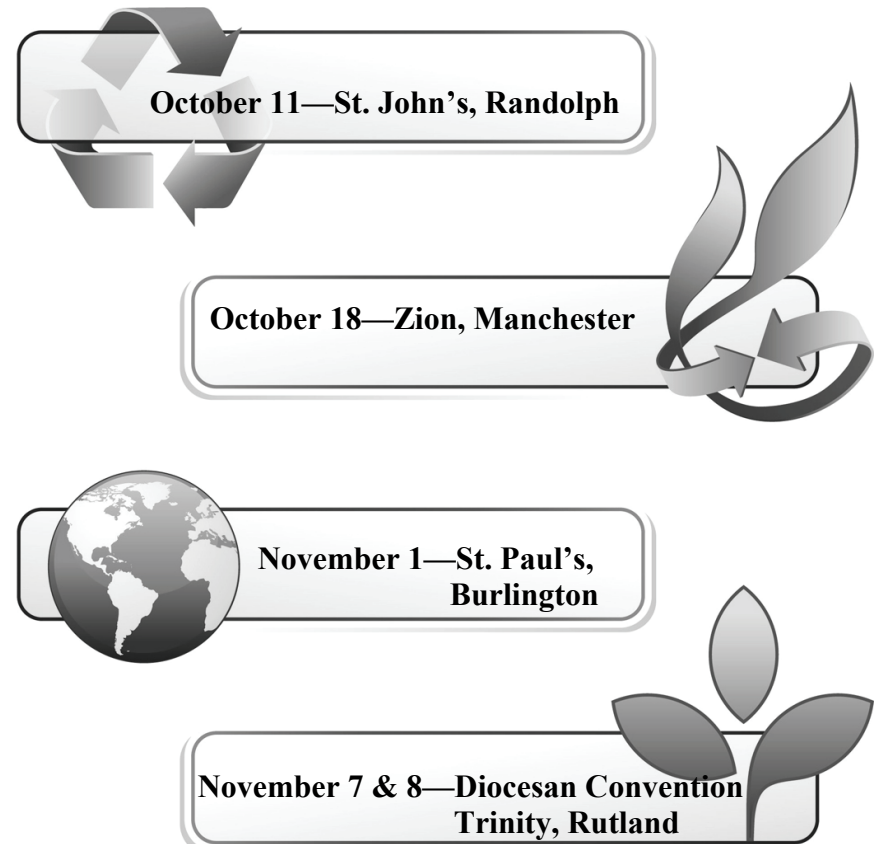 October 11—St. John’s, Randolph
October 18—Zion, Manchester
November 1—St. Paul’s,
Burlington
November 7 & 8—Diocesan Convention
Trinity, Rutland